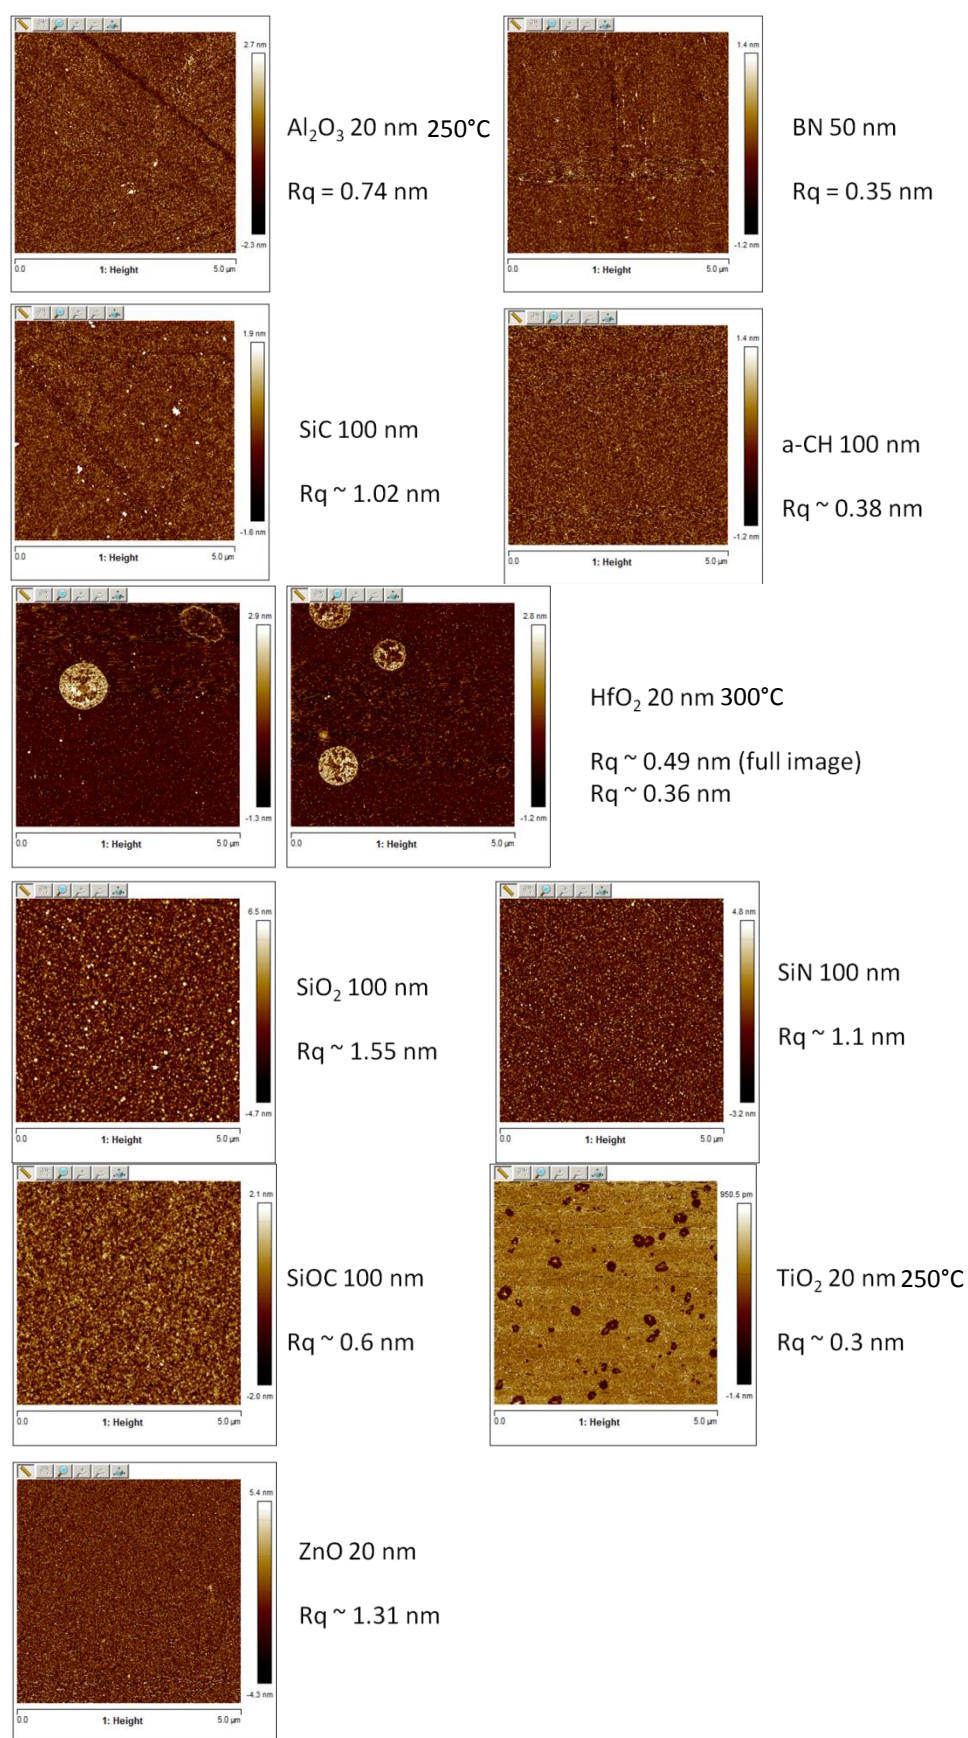 2.7 nm
-2.3 nm
0.0
1: Height
5.0 µm
Al₂O₃ 20 nm 250°C
Rq = 0.74 nm
1.4 nm
-1.2 nm
0.0
1: Height
5.0 µm
BN 50 nm
Rq = 0.35 nm
1.9 nm
-1.6 nm
0.0
1: Height
5.0 µm
SiC 100 nm
Rq ~ 1.02 nm
1.4 nm
-1.2 nm
0.0
1: Height
5.0 µm
a-CH 100 nm
Rq ~ 0.38 nm
2.9 nm
-1.3 nm
0.0
1: Height
5.0 µm
2.8 nm
-1.2 nm
0.0
1: Height
5.0 µm
HfO₂ 20 nm 300°C
Rq ~ 0.49 nm (full image)
Rq ~ 0.36 nm
6.5 nm
-4.7 nm
0.0
1: Height
5.0 µm
SiO₂ 100 nm
Rq ~ 1.55 nm
4.8 nm
-3.2 nm
0.0
1: Height
5.0 µm
SiN 100 nm
Rq ~ 1.1 nm
2.1 nm
-2.0 nm
0.0
1: Height
5.0 µm
SiOC 100 nm
Rq ~ 0.6 nm
950.5 pm
-1.4 nm
0.0
1: Height
5.0 µm
TiO₂ 20 nm 250°C
Rq ~ 0.3 nm
5.4 nm
-4.3 nm
0.0
1: Height
5.0 µm
ZnO 20 nm
Rq ~ 1.31 nm